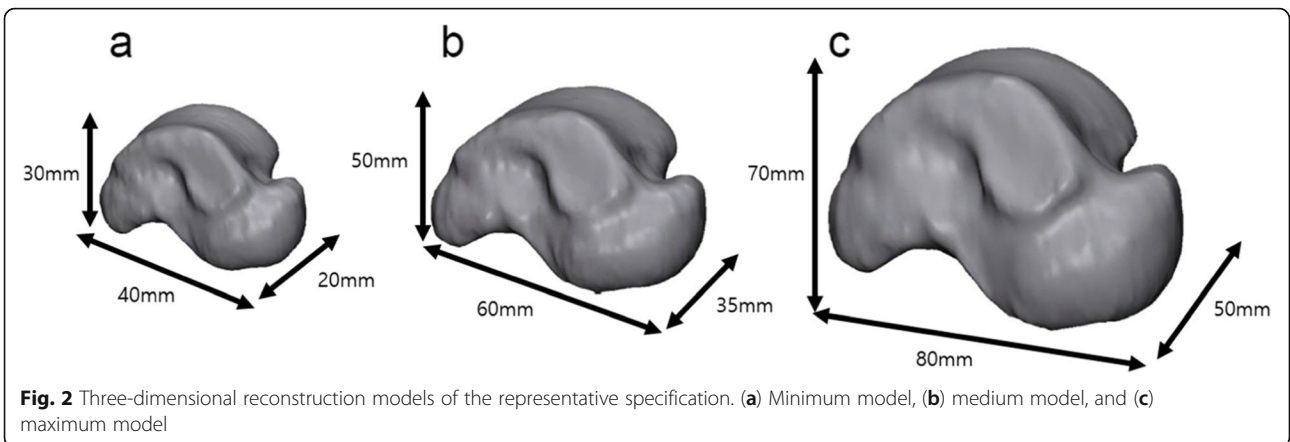 a
b
c
30mm
40mm
20mm
50mm
60mm
35mm
70mm
80mm
50mm
Fig. 2 Three-dimensional reconstruction models of the representative specification. (a) Minimum model, (b) medium model, and (c)
maximum model